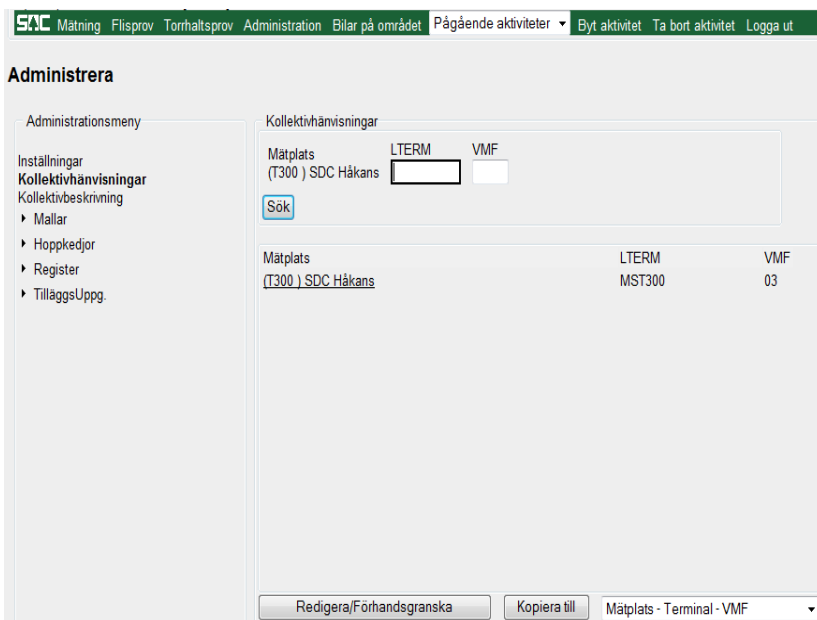 SDC Mätning Flisprov Torrhaltsprov Administration Bilar på området Pågående aktiviteter Byt aktivitet Ta bort aktivitet Logga ut
Administrera
Administrationsmeny
Inställningar
Kollektivhänvisningar
Kollektivbeskrivning
Mallar
Hoppkedjor
Register
TilläggsUppg.
Kollektivhänvisningar
Mätplats LTERM VMF
(T300 ) SDC Håkans
Sök
Mätplats LTERM VMF
(T300 ) SDC Håkans MST300 03
Redigera/Förhandsgranska Kopiera till Mätplats - Terminal - VMF